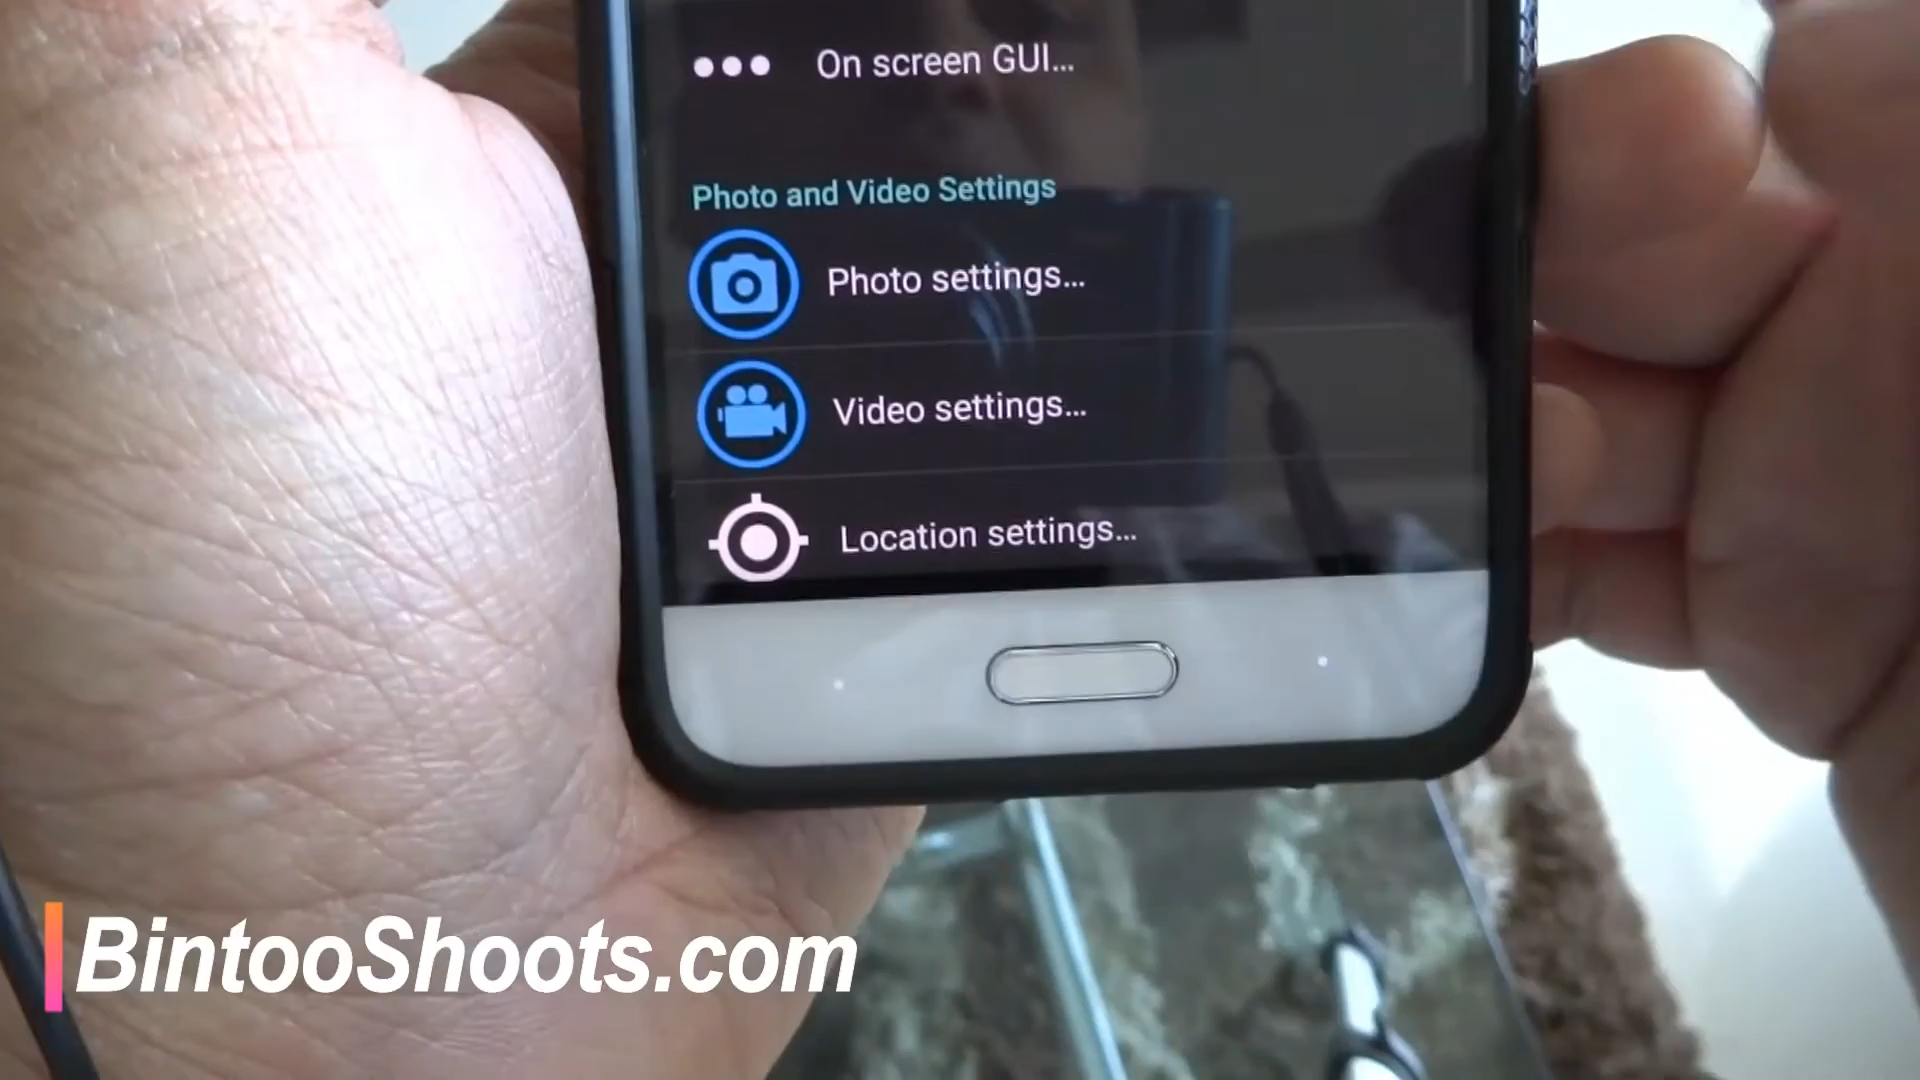 On screen GUI...
Photo and Video Settings
Photo settings...
Video settings...
Location settings...
BintooShoots.com